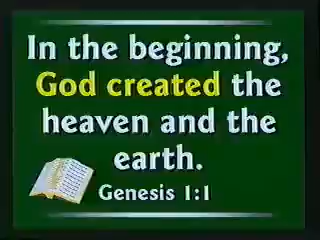 In the beginning,
God created the
heaven and the
earth.
Genesis 1:1